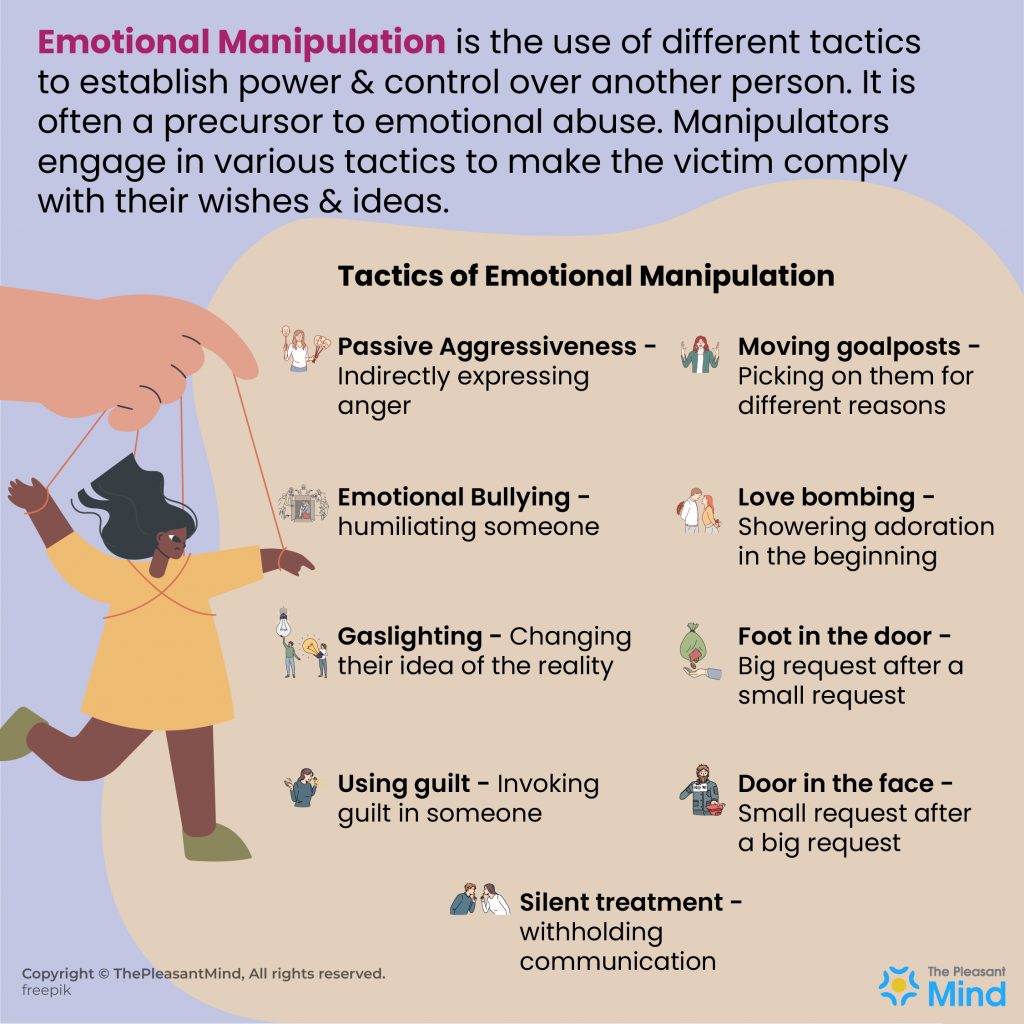 Emotional Manipulation is the use of different tactics
to establish power & control over another person. It is
often a precursor to emotional abuse. Manipulators
engage in various tactics to make the victim comply
with their wishes & ideas.
Tactics of Emotional Manipulation
Passive Aggressiveness -
Indirectly expressing
anger
Moving goalposts -
Picking on them for
different reasons
Emotional Bullying -
humiliating someone
Love bombing -
Showering adoration
in the beginning
Gaslighting - Changing
their idea of the reality
Foot in the door -
Big request after a
small request
Using guilt - Invoking
guilt in someone
Door in the face -
Small request after
a big request
Silent treatment -
withholding
communication
Copyright © ThePleasantMind, All rights reserved.
freepik
The Pleasant
Mind